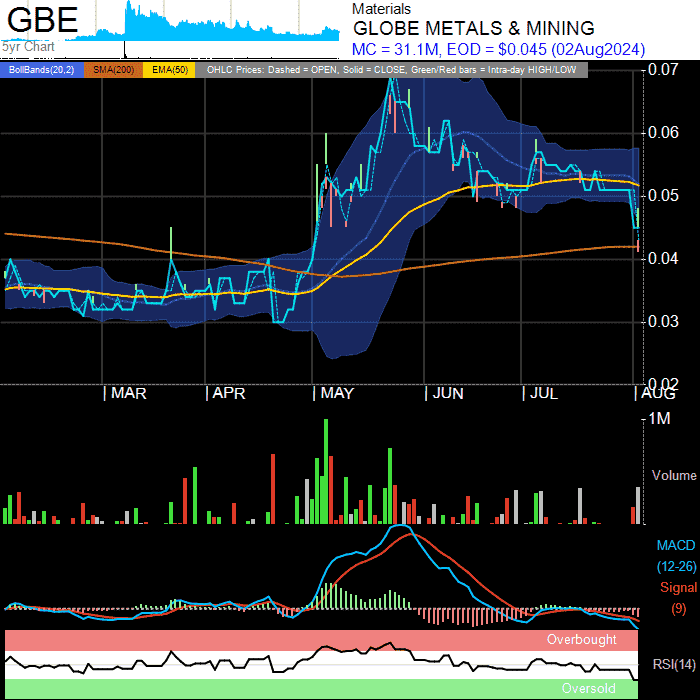 GBE
5yr Chart
Materials
GLOBE METALS & MINING
MC = 31.1M, EOD = $0.045 (02Aug2024)
BollBands(20,2) SMA(200) EMA(50) OHLC Prices: Dashed = OPEN, Solid = CLOSE, Green/Red bars = Intra-day HIGH/LOW
0.07
0.06
0.05
0.04
0.03
0.02
MAR APR MAY JUN JUL AUG
1M
Volume
MACD
(12-26)
Signal
(9)
Overbought
RSI(14)
Oversold